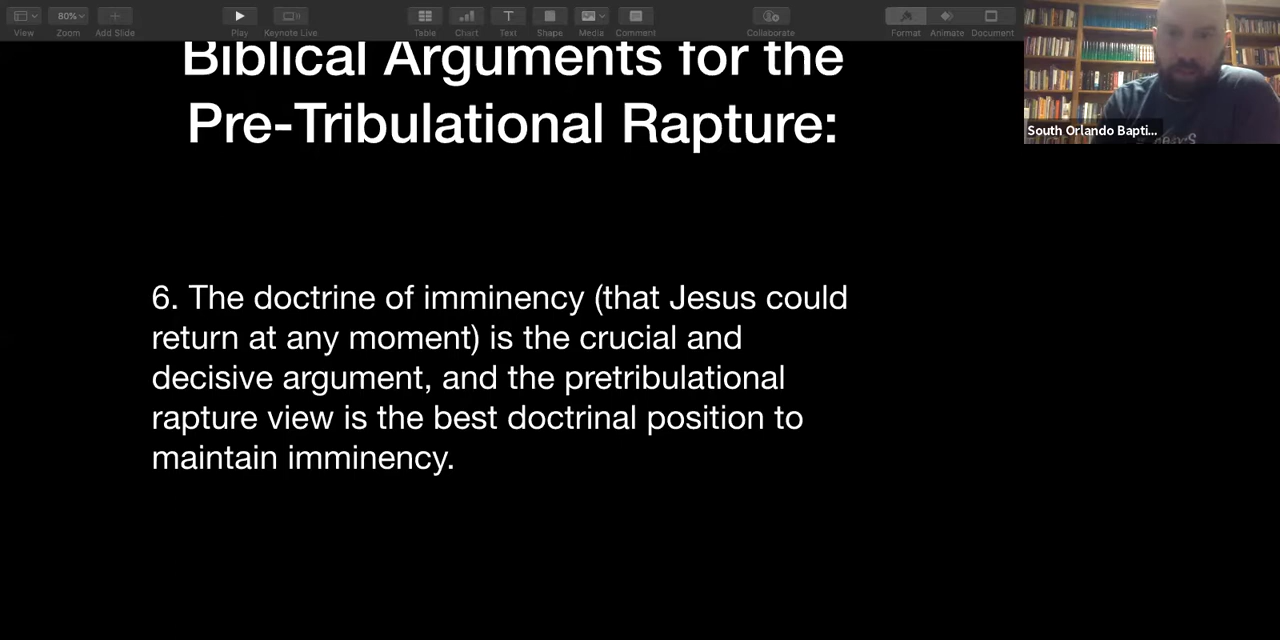 View
80%
Zoom
Add Slide
Play
Keynote Live
Table
Chart
Text
Shape
Media
Comment
Collaborate
Format
Animate
Document
Biblical Arguments for the
Pre-Tribulational Rapture:
South Orlando Bapti...
6. The doctrine of imminency (that Jesus could
return at any moment) is the crucial and
decisive argument, and the pretribulational
rapture view is the best doctrinal position to
maintain imminency.